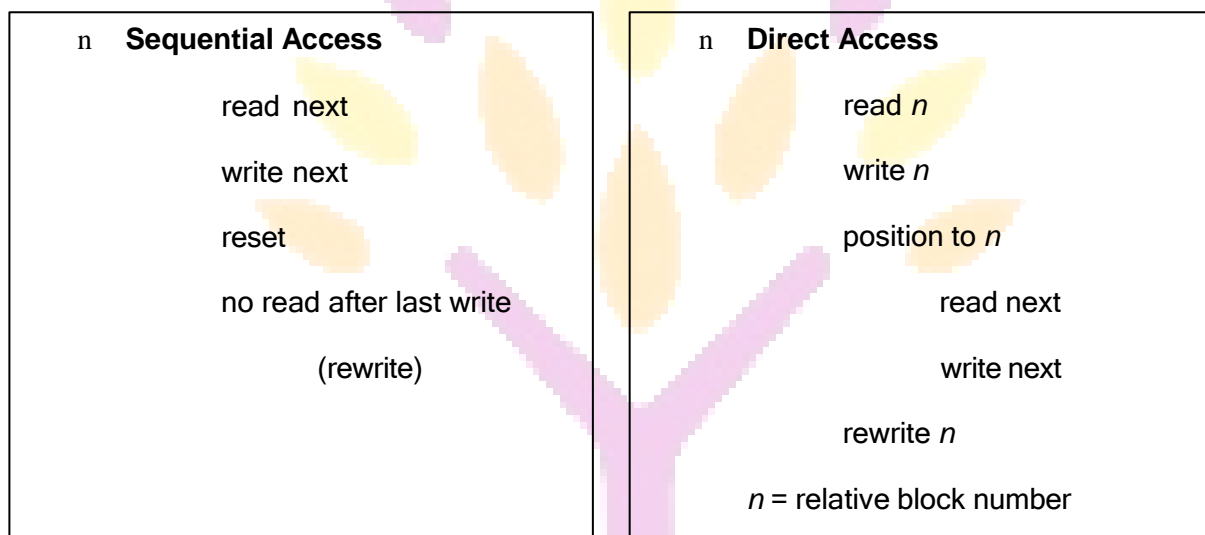 n Sequential Access
read next
write next
reset
no read after last write
(rewrite)
n Direct Access
read n
write n
position to n
read next
write next
rewrite n
n = relative block number